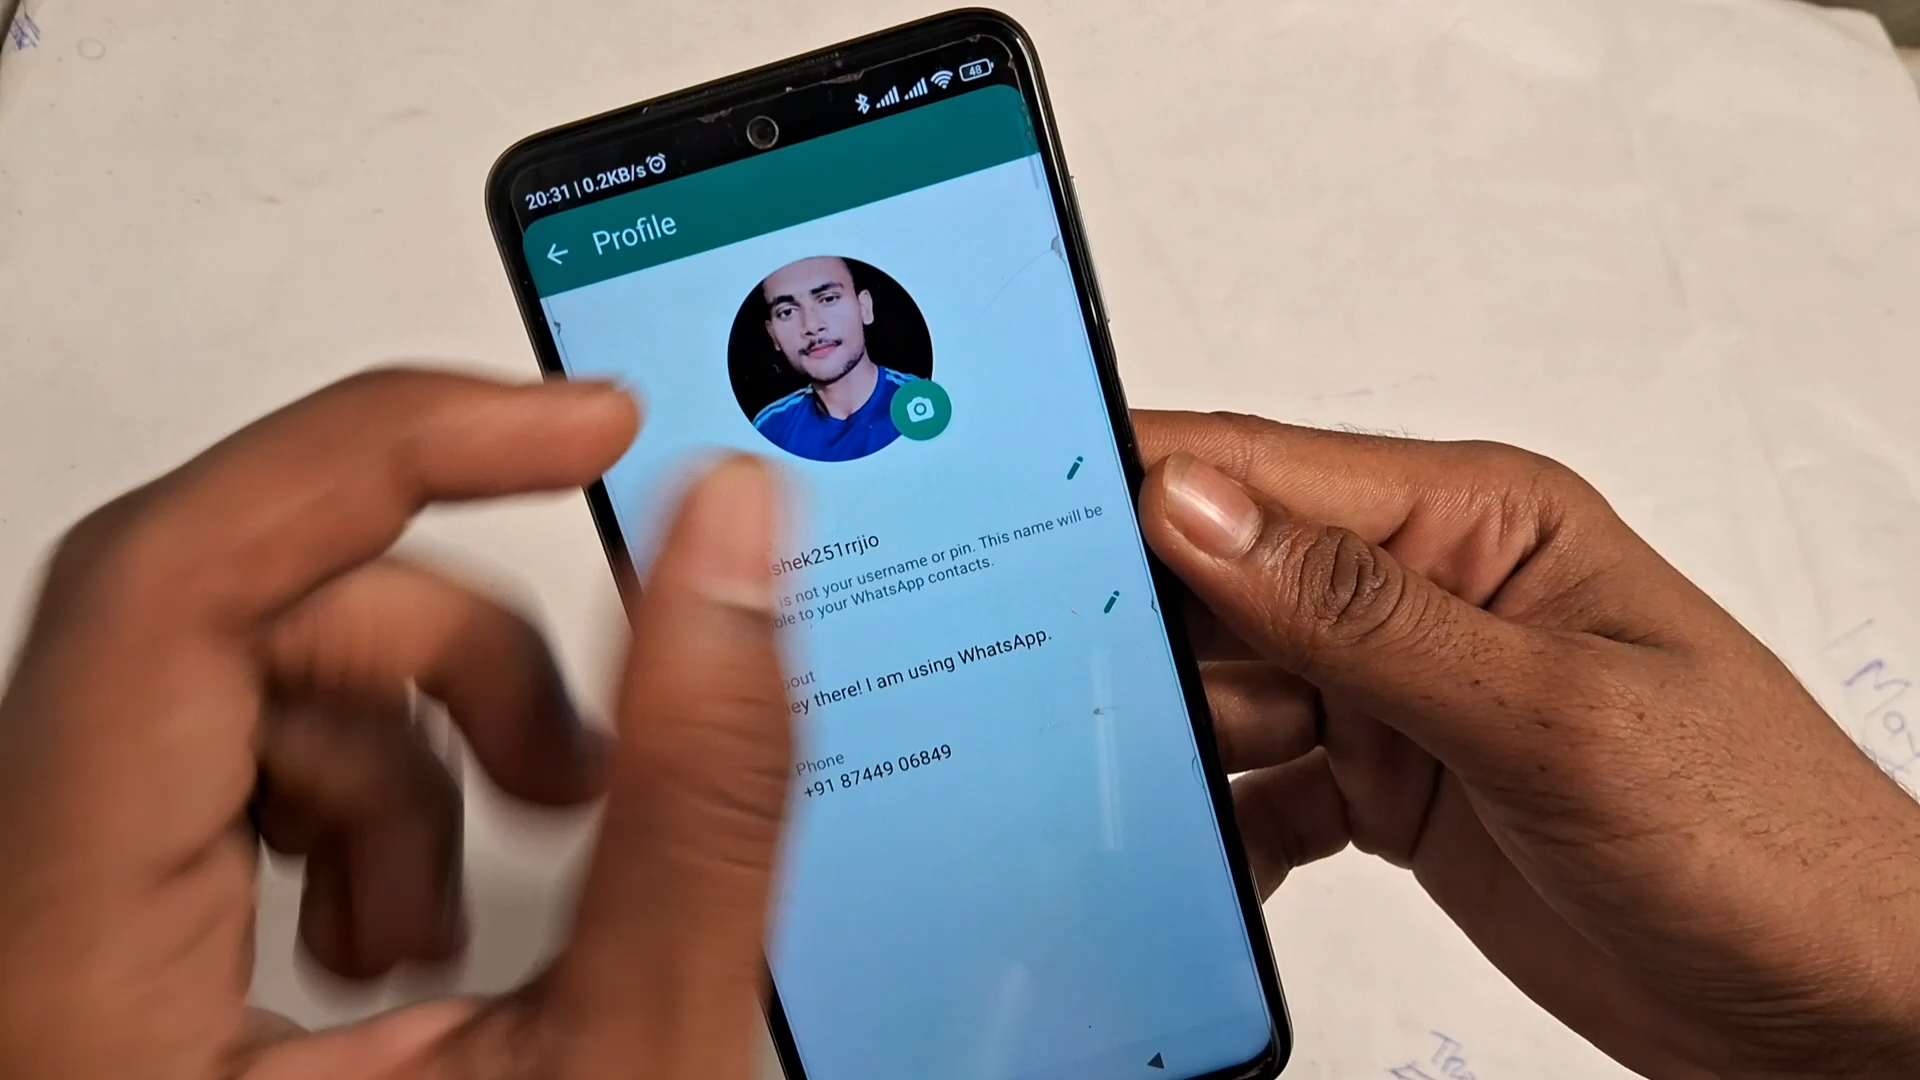 20:31 | 0.2KB/s
48
Profile
shek251rrjio
is not your username or pin. This name will be
ble to your WhatsApp contacts.
out
ey there! I am using WhatsApp.
Phone
+91 87449 06849
May